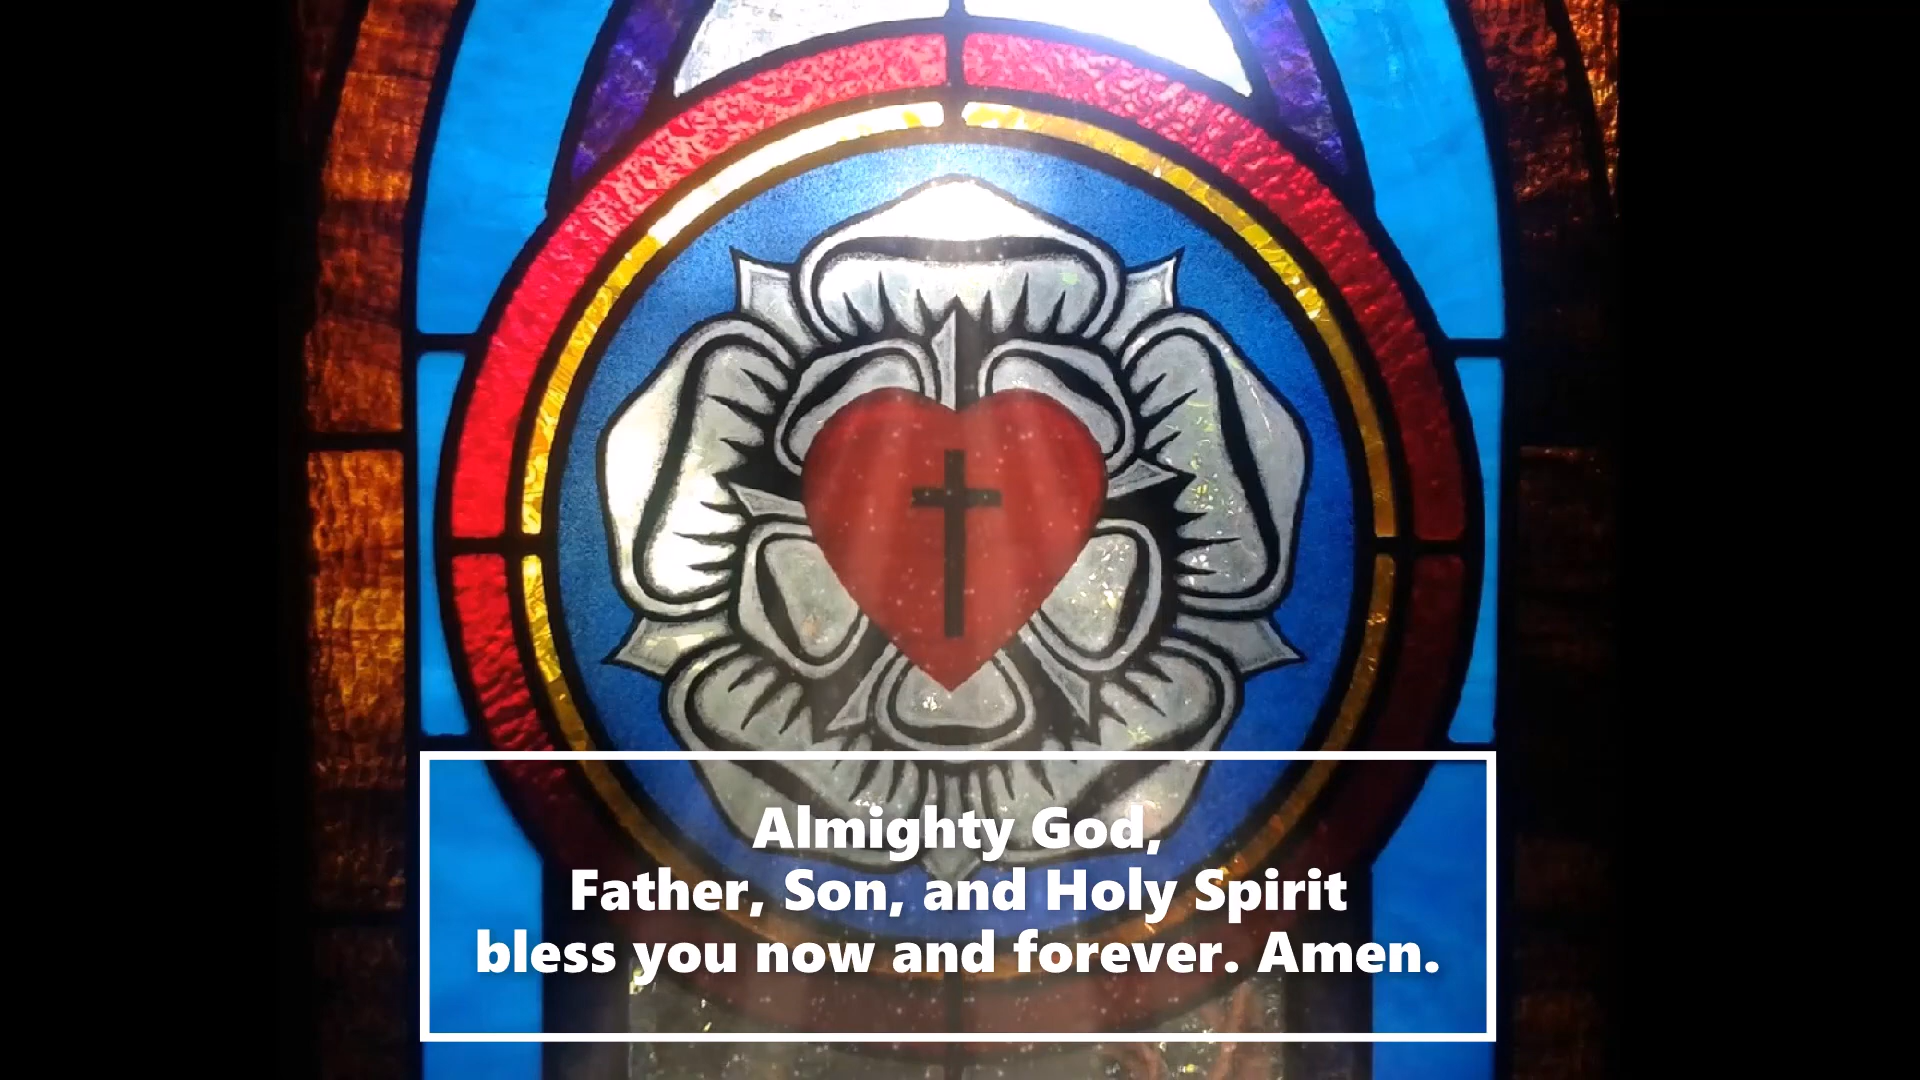 Almighty God,
Father, Son, and Holy Spirit
bless you now and forever. Amen.